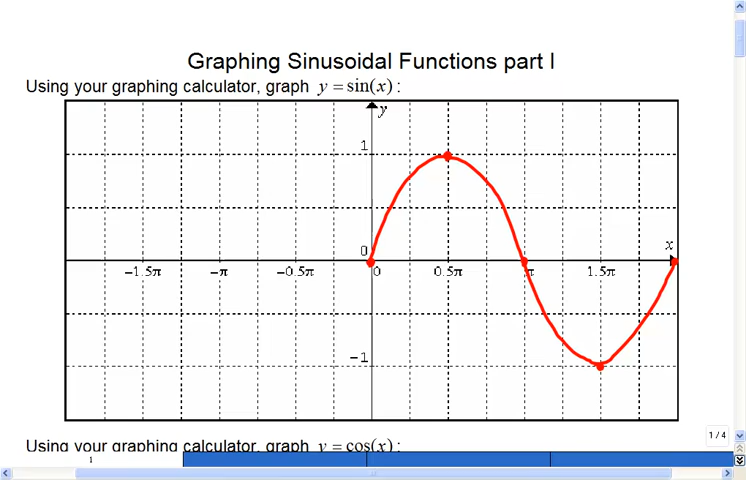 Graphing Sinusoidal Functions part I
Using your graphing calculator, graph y = sin(x) :
y
1
0
x
−1.5π −π −0.5π 0 0.5π π 1.5π
−1
1 / 4
Using your graphing calculator, graph y = cos(x) :
1